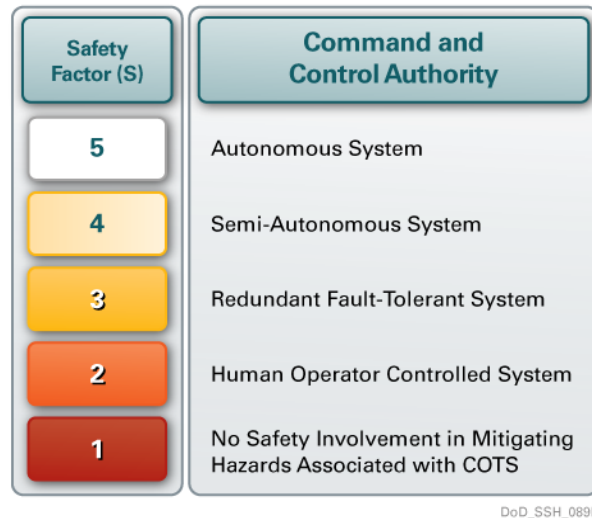 Safety
Factor (S)
Command and
Control Authority
5
Autonomous System
4
Semi-Autonomous System
3
Redundant Fault-Tolerant System
2
Human Operator Controlled System
1
No Safety Involvement in Mitigating
Hazards Associated with COTS